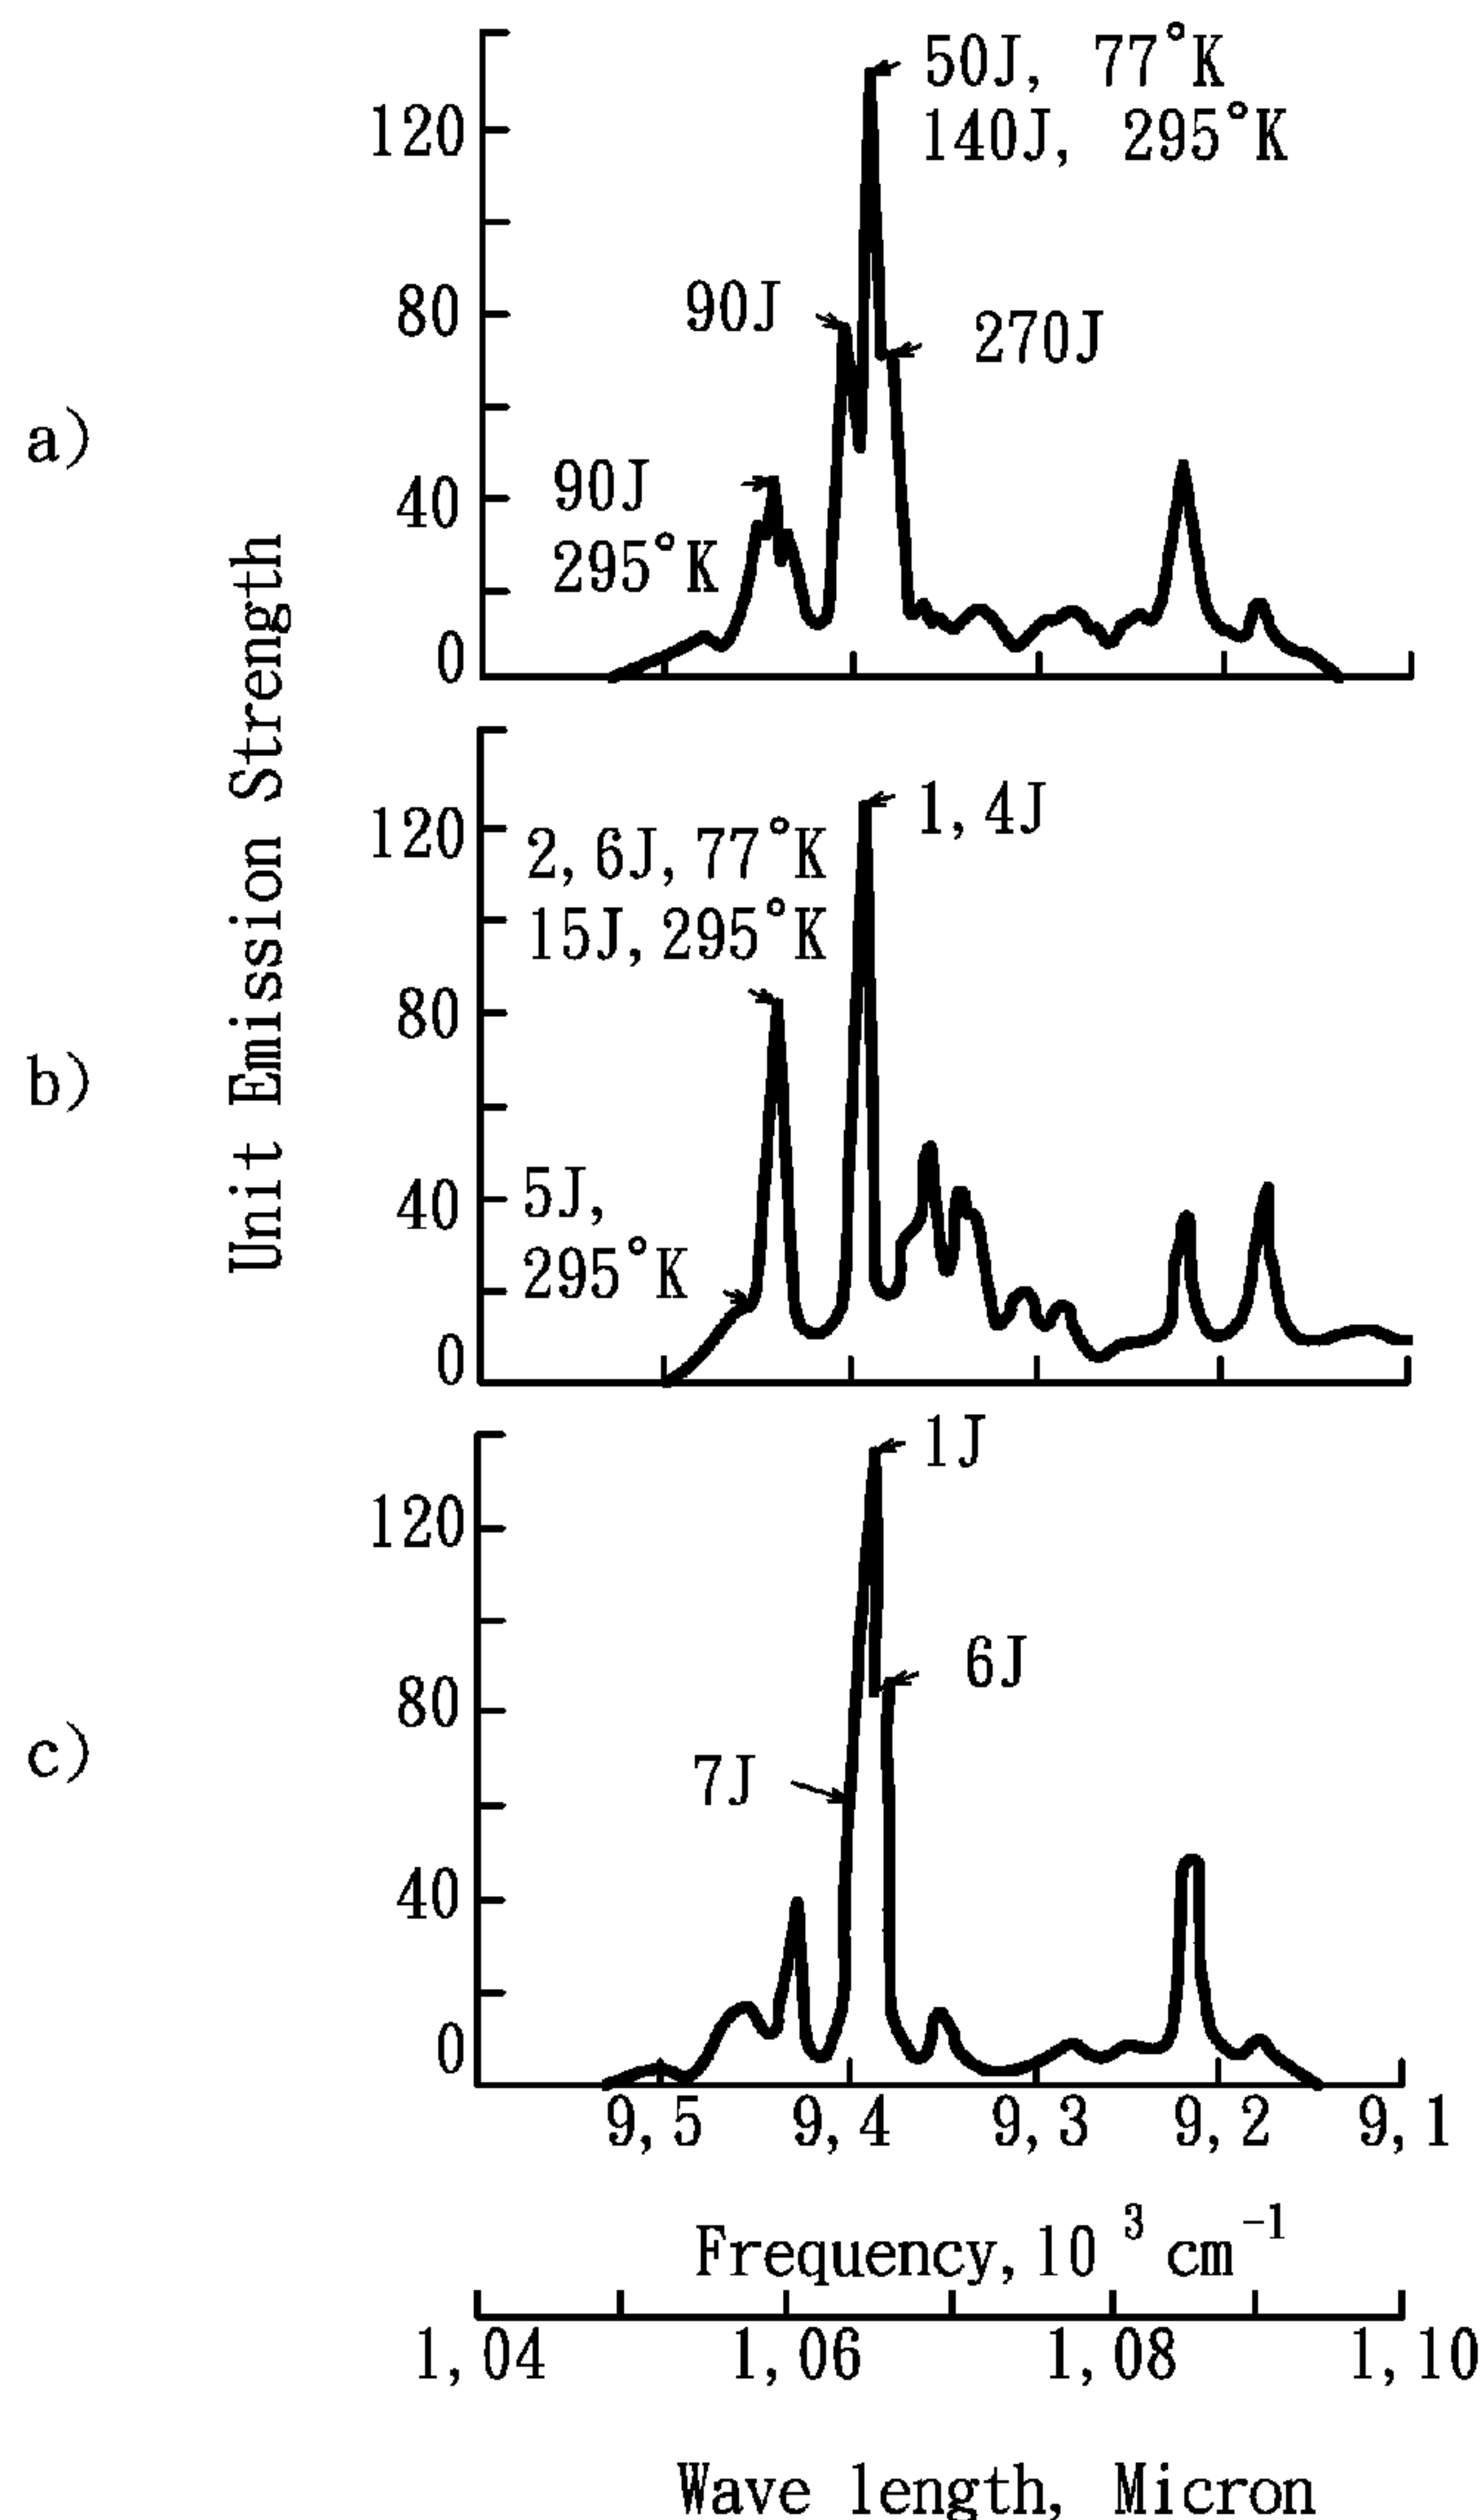 50J, 77°K
140J, 295°K
120
90J
80
270J
a)
90J
40
295°K
0
Unit Emission Strength
1,4J
120
2,6J,77°K
15J,295°K
80
b)
5J,
40
295°K
0
1J
120
6J
80
c)
7J
40
0
9,5 9,4 9,3 9,2 9,1
Frequency,10 3 cm -1
1,04 1,06 1,08 1,10
Wave length, Micron